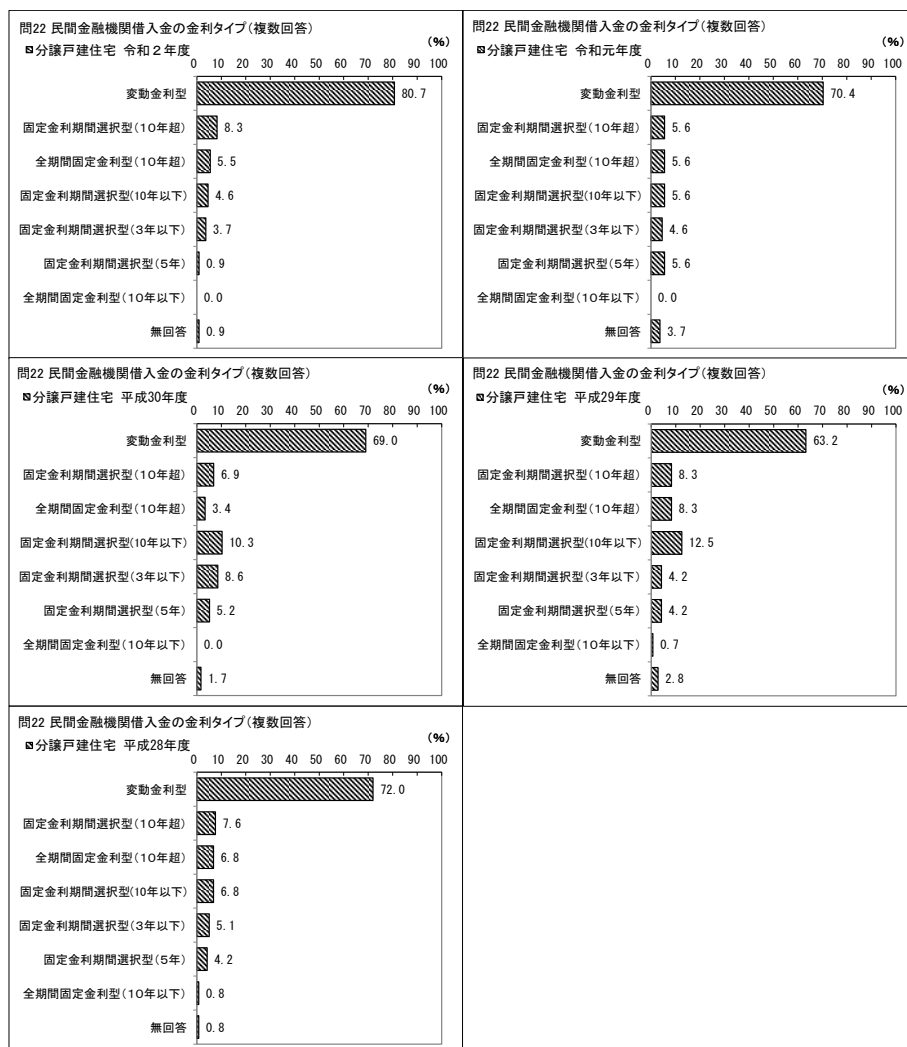 問22 民間金融機関借入金の金利タイプ(複数回答)
(%)
分譲戸建住宅 令和２年度
0 10 20 30 40 50 60 70 80 90 100
変動金利型 80.7
固定金利期間選択型(10年超) 8.3
全期間固定金利型(10年超) 5.5
固定金利期間選択型(10年以下) 4.6
固定金利期間選択型(3年以下) 3.7
固定金利期間選択型(5年) 0.9
全期間固定金利型(10年以下) 0.0
無回答 0.9
問22 民間金融機関借入金の金利タイプ(複数回答)
(%)
分譲戸建住宅 令和元年度
0 10 20 30 40 50 60 70 80 90 100
変動金利型 70.4
固定金利期間選択型(10年超) 5.6
全期間固定金利型(10年超) 5.6
固定金利期間選択型(10年以下) 5.6
固定金利期間選択型(3年以下) 4.6
固定金利期間選択型(5年) 5.6
全期間固定金利型(10年以下) 0.0
無回答 3.7
問22 民間金融機関借入金の金利タイプ(複数回答)
(%)
分譲戸建住宅 平成30年度
0 10 20 30 40 50 60 70 80 90 100
変動金利型 69.0
固定金利期間選択型(10年超) 6.9
全期間固定金利型(10年超) 3.4
固定金利期間選択型(10年以下) 10.3
固定金利期間選択型(3年以下) 8.6
固定金利期間選択型(5年) 5.2
全期間固定金利型(10年以下) 0.0
無回答 1.7
問22 民間金融機関借入金の金利タイプ(複数回答)
(%)
分譲戸建住宅 平成29年度
0 10 20 30 40 50 60 70 80 90 100
変動金利型 63.2
固定金利期間選択型(10年超) 8.3
全期間固定金利型(10年超) 8.3
固定金利期間選択型(10年以下) 12.5
固定金利期間選択型(3年以下) 4.2
固定金利期間選択型(5年) 4.2
全期間固定金利型(10年以下) 0.7
無回答 2.8
問22 民間金融機関借入金の金利タイプ(複数回答)
(%)
分譲戸建住宅 平成28年度
0 10 20 30 40 50 60 70 80 90 100
変動金利型 72.0
固定金利期間選択型(10年超) 7.6
全期間固定金利型(10年超) 6.8
固定金利期間選択型(10年以下) 6.8
固定金利期間選択型(3年以下) 5.1
固定金利期間選択型(5年) 4.2
全期間固定金利型(10年以下) 0.8
無回答 0.8